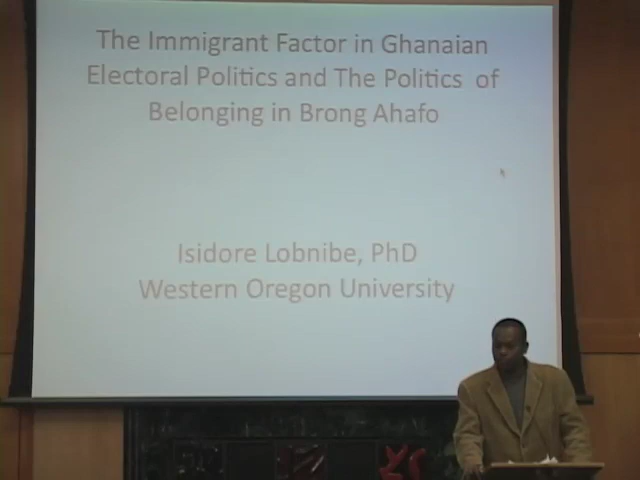 The Immigrant Factor in Ghanaian
Electoral Politics and The Politics of
Belonging in Brong Ahafo
Isidore Lobnibe, PhD
Western Oregon University